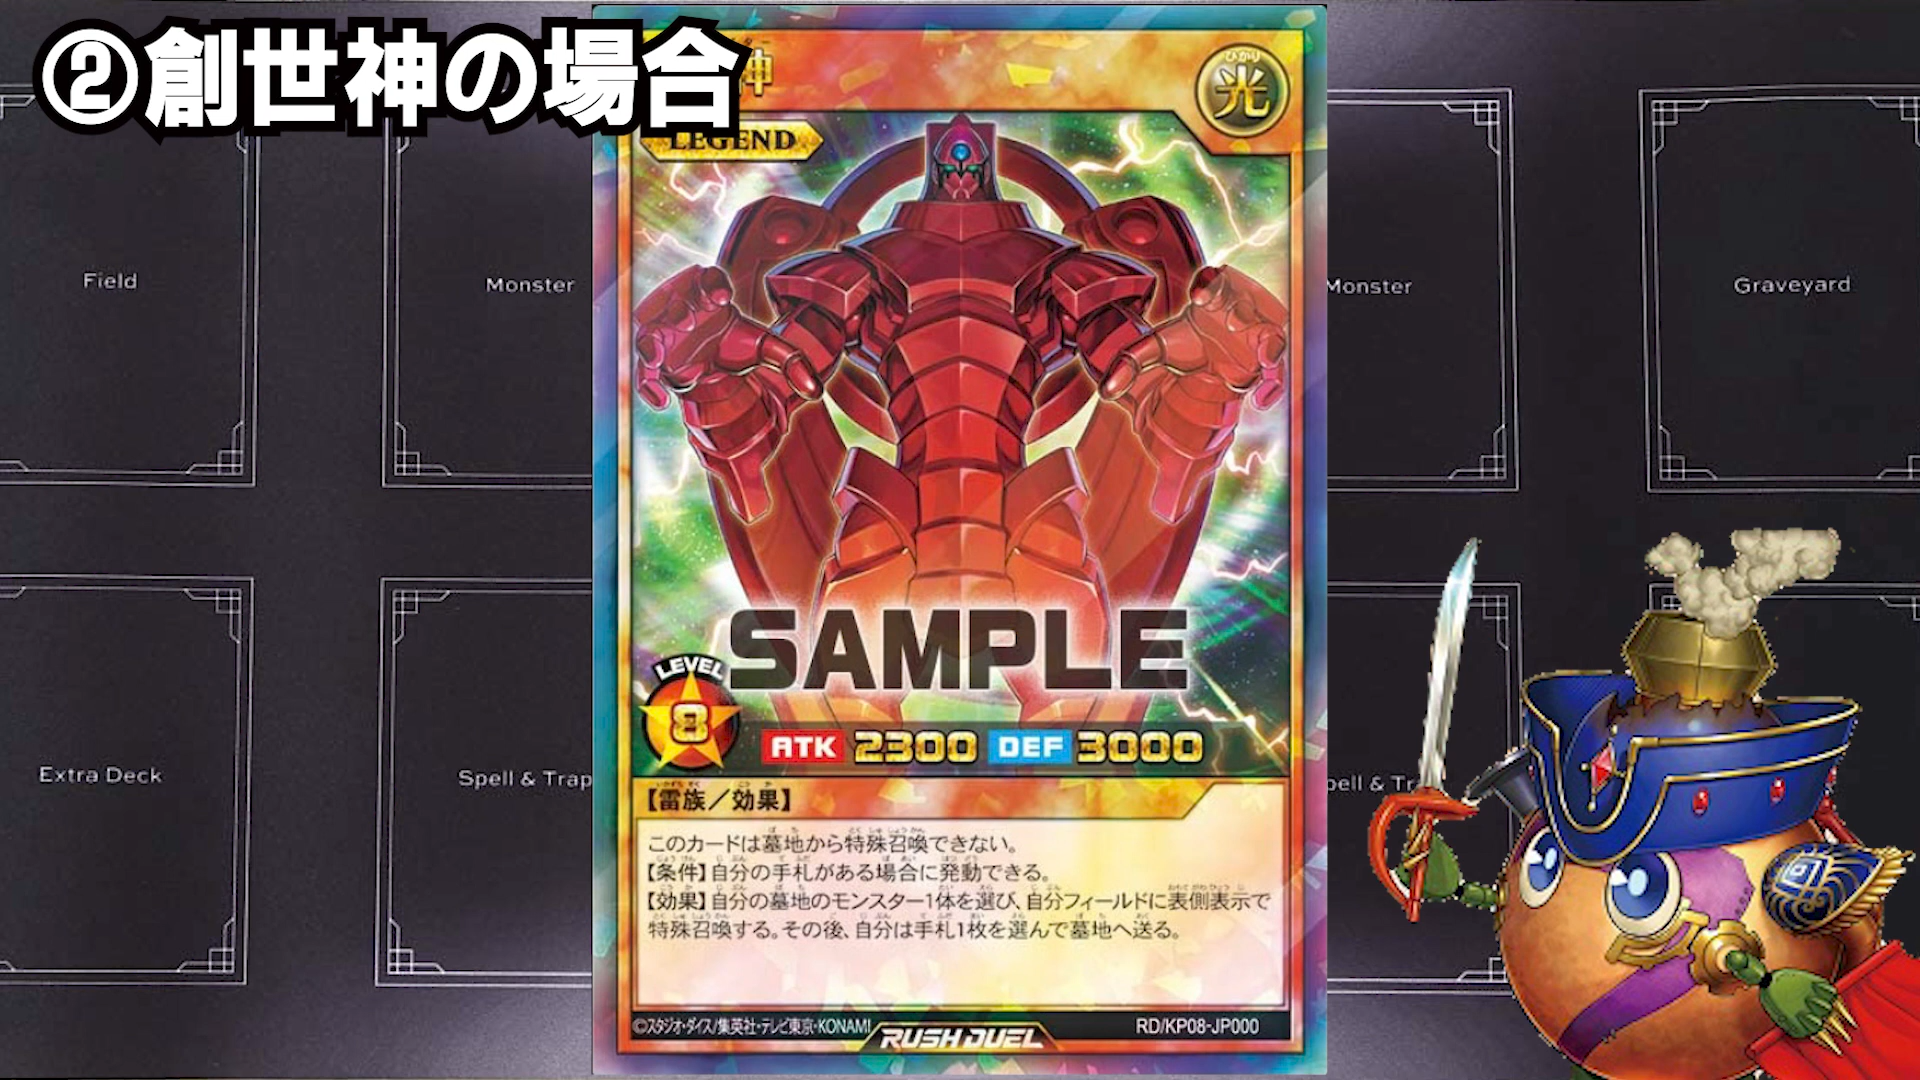 ②創世神の場合
神
光
ひかり
LEGEND
Field
Monster
Monster
Graveyard
SAMPLE
LEVEL
8
ATK 2300 DEF 3000
Extra Deck
Spell & Trap
pell & Tr
【雷族／効果】
このカードは墓地から特殊召喚できない。
【条件】自分の手札がある場合に発動できる。
【効果】自分の墓地のモンスター1体を選び、自分フィールドに表側表示で
特殊召喚する。その後、自分は手札1枚を選んで墓地へ送る。
©スタジオ・ダイス/集英社・テレビ東京・KONAMI
RUSH DUEL
RD/KP08-JP000